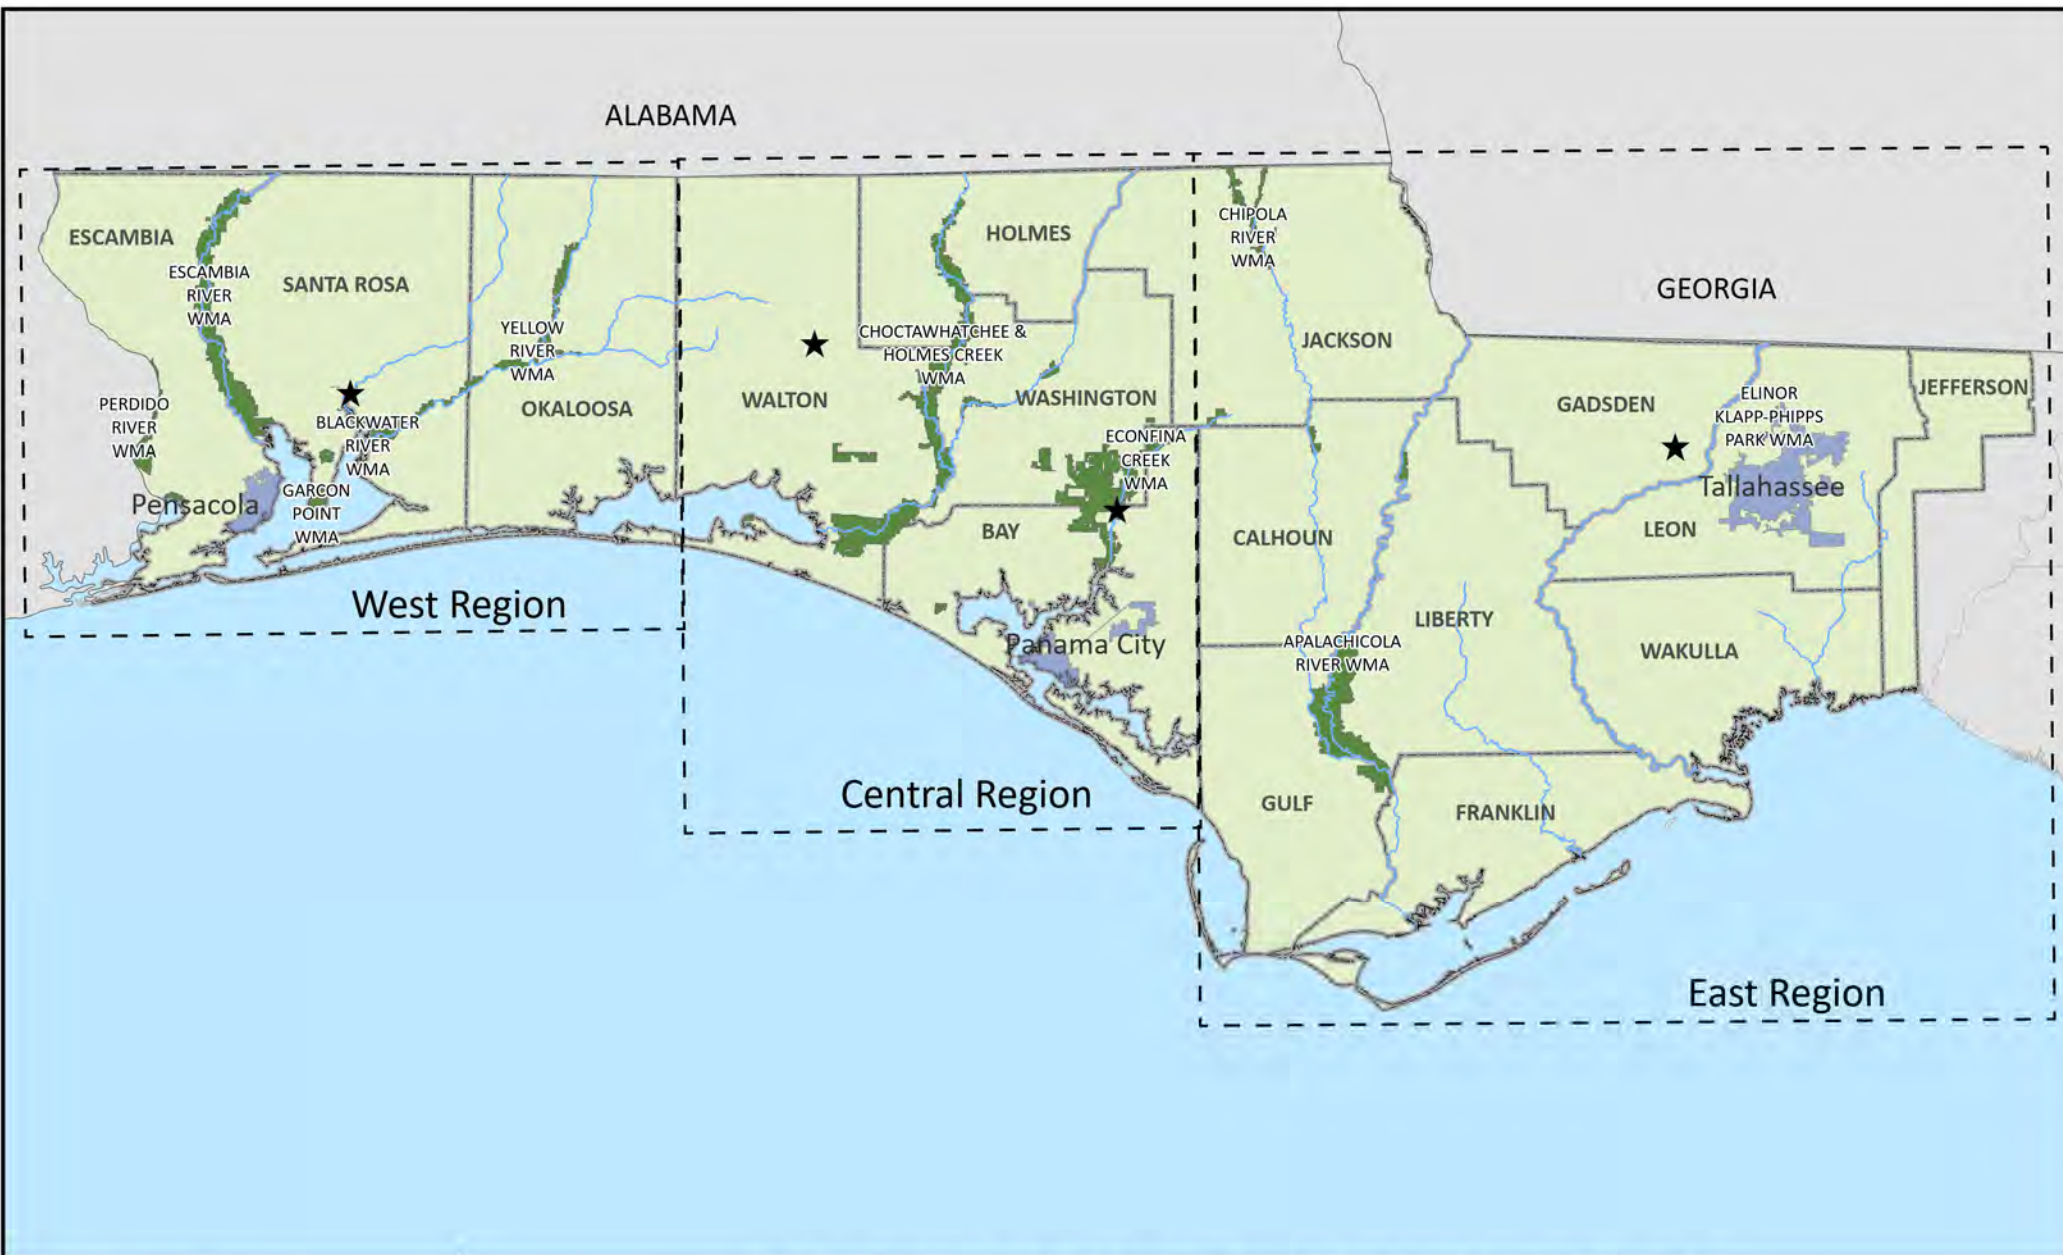 ALABAMA
GEORGIA
ESCAMBIA
ESCAMBIA
RIVER
WMA
SANTA ROSA
PERDIDO
RIVER
WMA
BLACKWATER
RIVER
WMA
YELLOW
RIVER
WMA
OKALOOSA
Pensacola
GARCON
POINT
WMA
West Region
HOLMES
CHOCTAWHATCHEE &
HOLMES CREEK
WMA
WALTON
WASHINGTON
ECONFINA
CREEK
WMA
BAY
Panama City
Central Region
CHIPOLA
RIVER
WMA
JACKSON
GADSDEN
ELINOR
KLAPP-PHIPPS
PARK WMA
JEFFERSON
Tallahassee
LEON
CALHOUN
LIBERTY
APALACHICOLA
RIVER WMA
WAKULLA
GULF
FRANKLIN
East Region